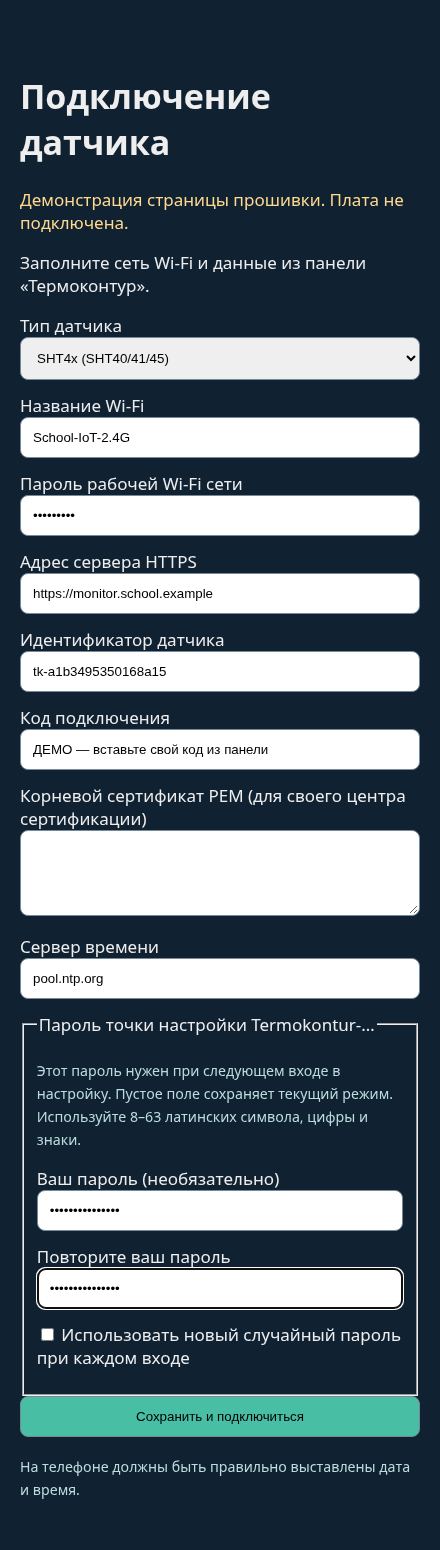 Подключение
датчика
Демонстрация страницы прошивки. Плата не
подключена.
Заполните сеть Wi-Fi и данные из панели
«Термоконтур».
Тип датчика
SHT4x (SHT40/41/45)
Название Wi-Fi
School-IoT-2.4G
Пароль рабочей Wi-Fi сети
•••••••••
Адрес сервера HTTPS
https://monitor.school.example
Идентификатор датчика
tk-a1b3495350168a15
Код подключения
ДЕМО — вставьте свой код из панели
Корневой сертификат PEM (для своего центра
сертификации)
Сервер времени
pool.ntp.org
Пароль точки настройки Termokontur-...
Этот пароль нужен при следующем входе в
настройку. Пустое поле сохраняет текущий режим.
Используйте 8–63 латинских символа, цифры и
знаки.
Ваш пароль (необязательно)
•••••••••••••••
Повторите ваш пароль
•••••••••••••••
Использовать новый случайный пароль
при каждом входе
Сохранить и подключиться
На телефоне должны быть правильно выставлены дата
и время.